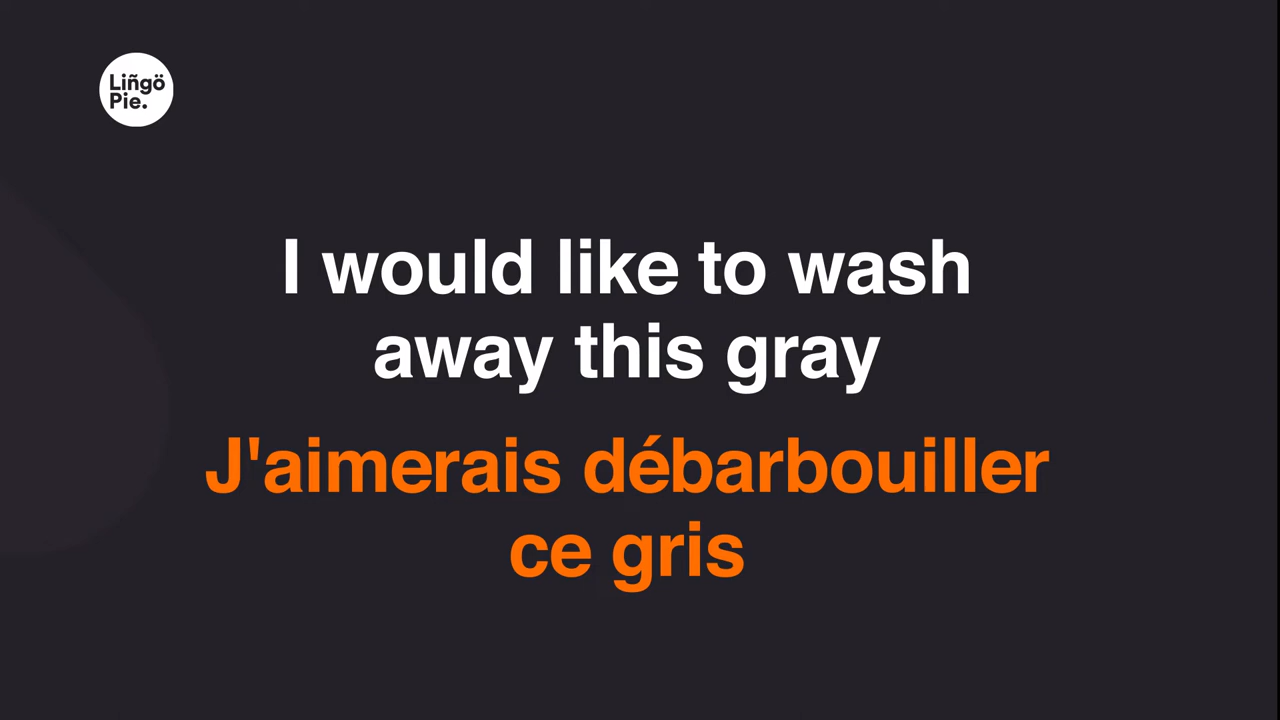 Liñgö
Pie.
I would like to wash
away this gray
J'aimerais débarbouiller
ce gris